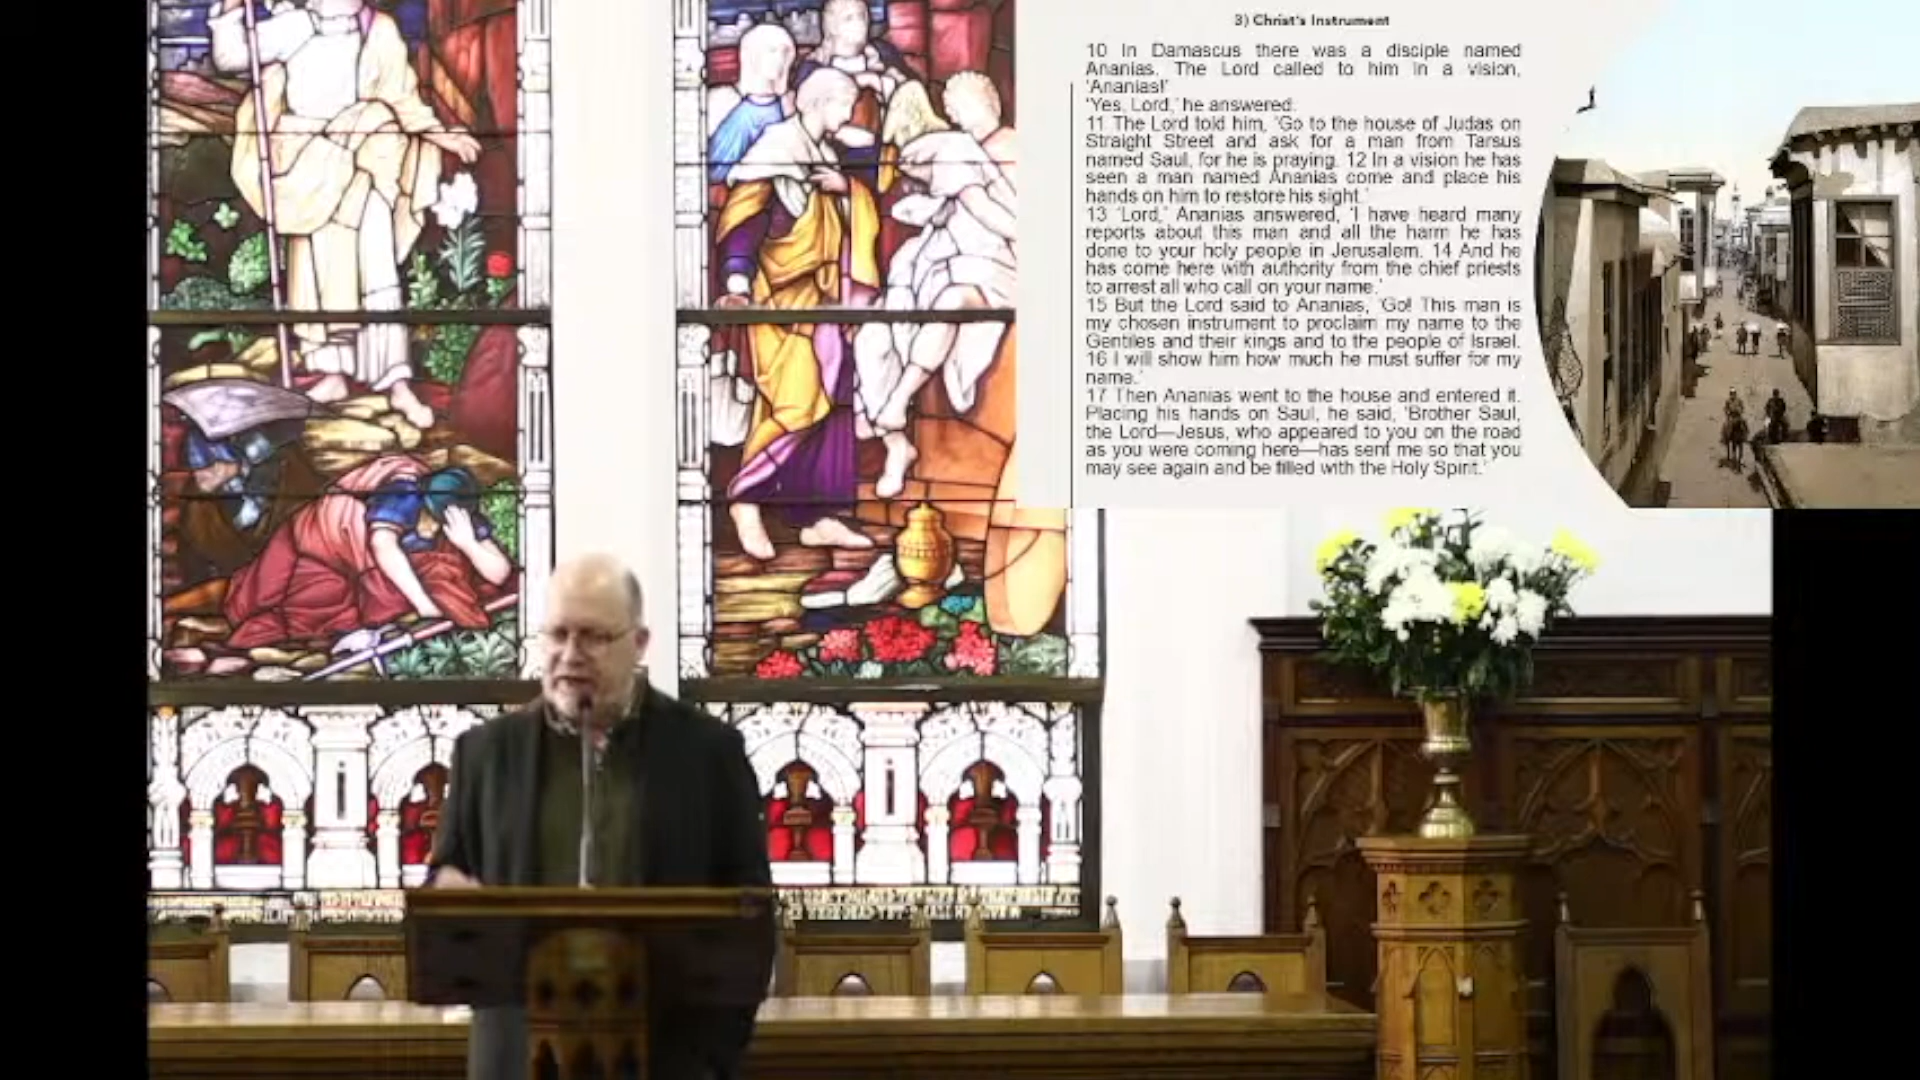 3) Christ's Instrument
10 In Damascus there was a disciple named
Ananias. The Lord called to him in a vision,
'Ananias!'
'Yes, Lord,' he answered.
11 The Lord told him, 'Go to the house of Judas on
Straight Street and ask for a man from Tarsus
named Saul, for he is praying. 12 In a vision he has
seen a man named Ananias come and place his
hands on him to restore his sight.'
13 'Lord,' Ananias answered, 'I have heard many
reports about this man and all the harm he has
done to your holy people in Jerusalem. 14 And he
has come here with authority from the chief priests
to arrest all who call on your name.'
15 But the Lord said to Ananias, 'Go! This man is
my chosen instrument to proclaim my name to the
Gentiles and their kings and to the people of Israel.
16 I will show him how much he must suffer for my
name.'
17 Then Ananias went to the house and entered it.
Placing his hands on Saul, he said, 'Brother Saul,
the Lord—Jesus, who appeared to you on the road
as you were coming here—has sent me so that you
may see again and be filled with the Holy Spirit.'